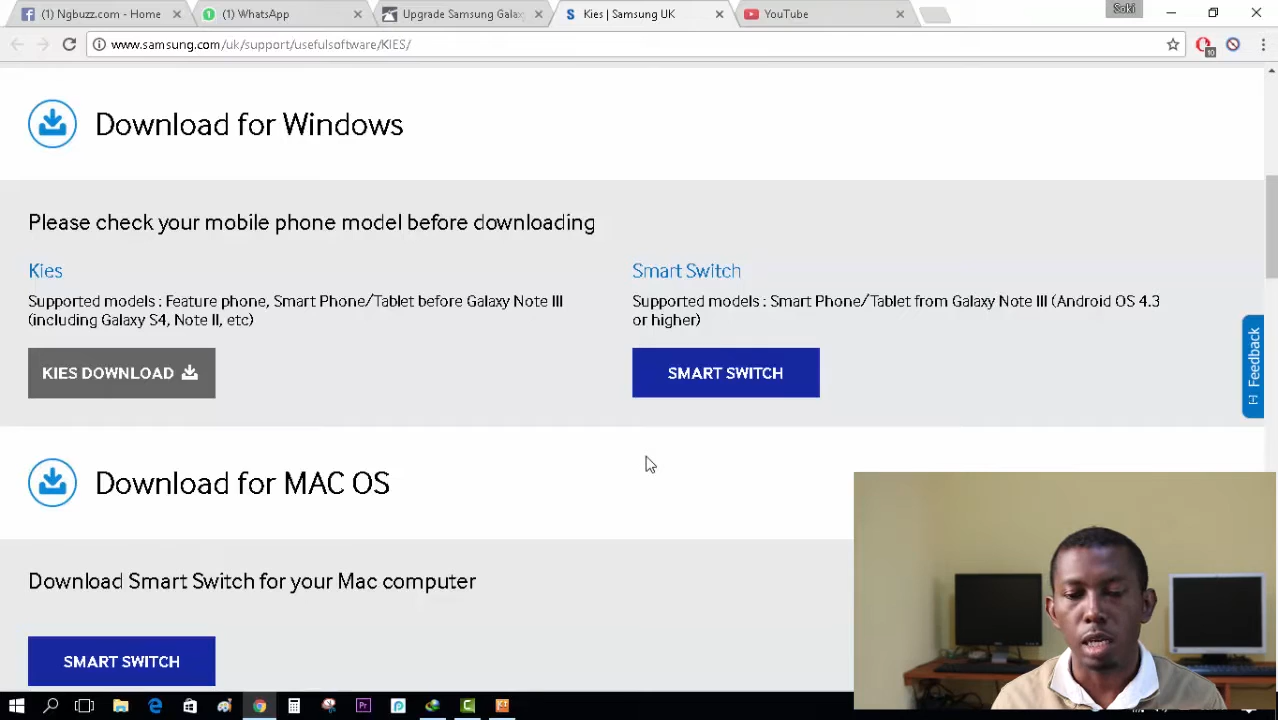 (1) Ngbuzz.com - Home
(1) WhatsApp
Upgrade Samsung Galax
Kies | Samsung UK
YouTube
Soki
www.samsung.com/uk/support/usefulsoftware/KIES/
10
Download for Windows
Please check your mobile phone model before downloading
Kies
Supported models : Feature phone, Smart Phone/Tablet before Galaxy Note III
(including Galaxy S4, Note II, etc)
KIES DOWNLOAD
Smart Switch
Supported models : Smart Phone/Tablet from Galaxy Note III (Android OS 4.3
or higher)
SMART SWITCH
Feedback
Download for MAC OS
Download Smart Switch for your Mac computer
SMART SWITCH